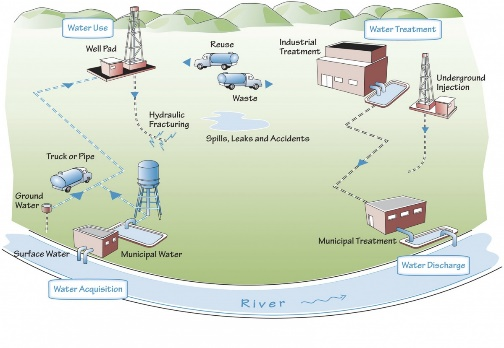 Water Use
Well Pad
Reuse
Waste
Industrial
Treatment
Water Treatment
Underground
Injection
Hydraulic
Fracturing
Spills, Leaks and Accidents
Truck or Pipe
Ground
Water
Surface Water
Municipal Water
Municipal Treatment
Water Discharge
Water Acquisition
River